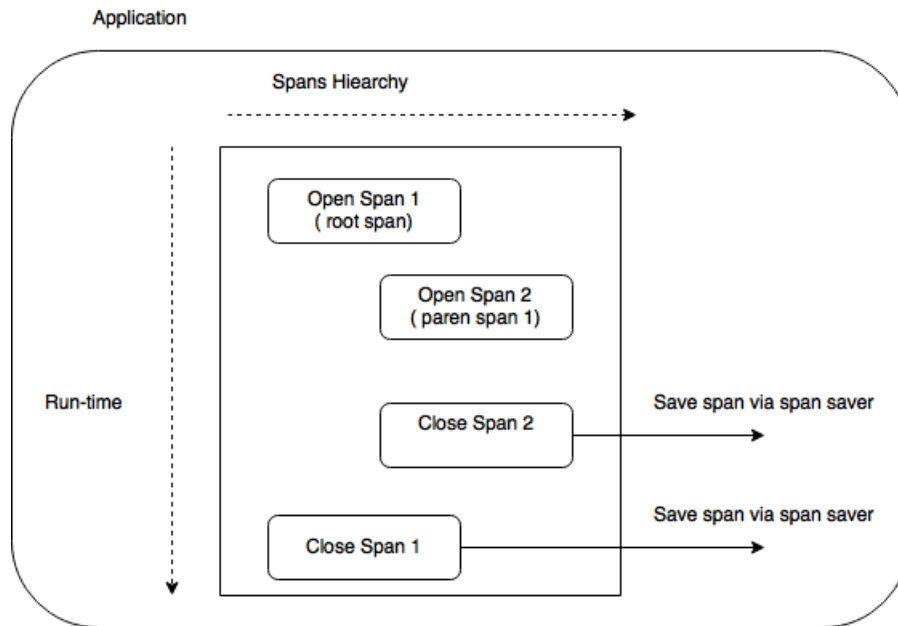 Application
Spans Hiearchy
Open Span 1
( root span)
Open Span 2
( paren span 1)
Run-time
Close Span 2
Save span via span saver
Close Span 1
Save span via span saver